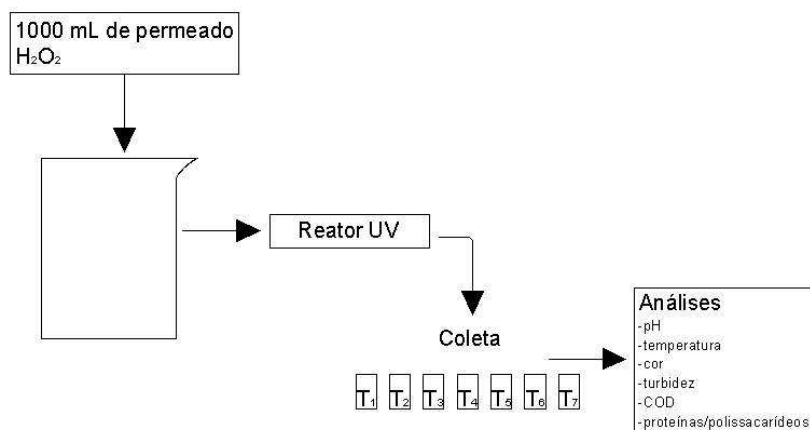 1000 mL de permeado
H₂O₂
Reator UV
Coleta
T₁ T₂ T₃ T₄ T₅ T₆ T₇
Análises
-pH
-temperatura
-cor
-turbidez
-COD
-proteínas/polissacarídeos